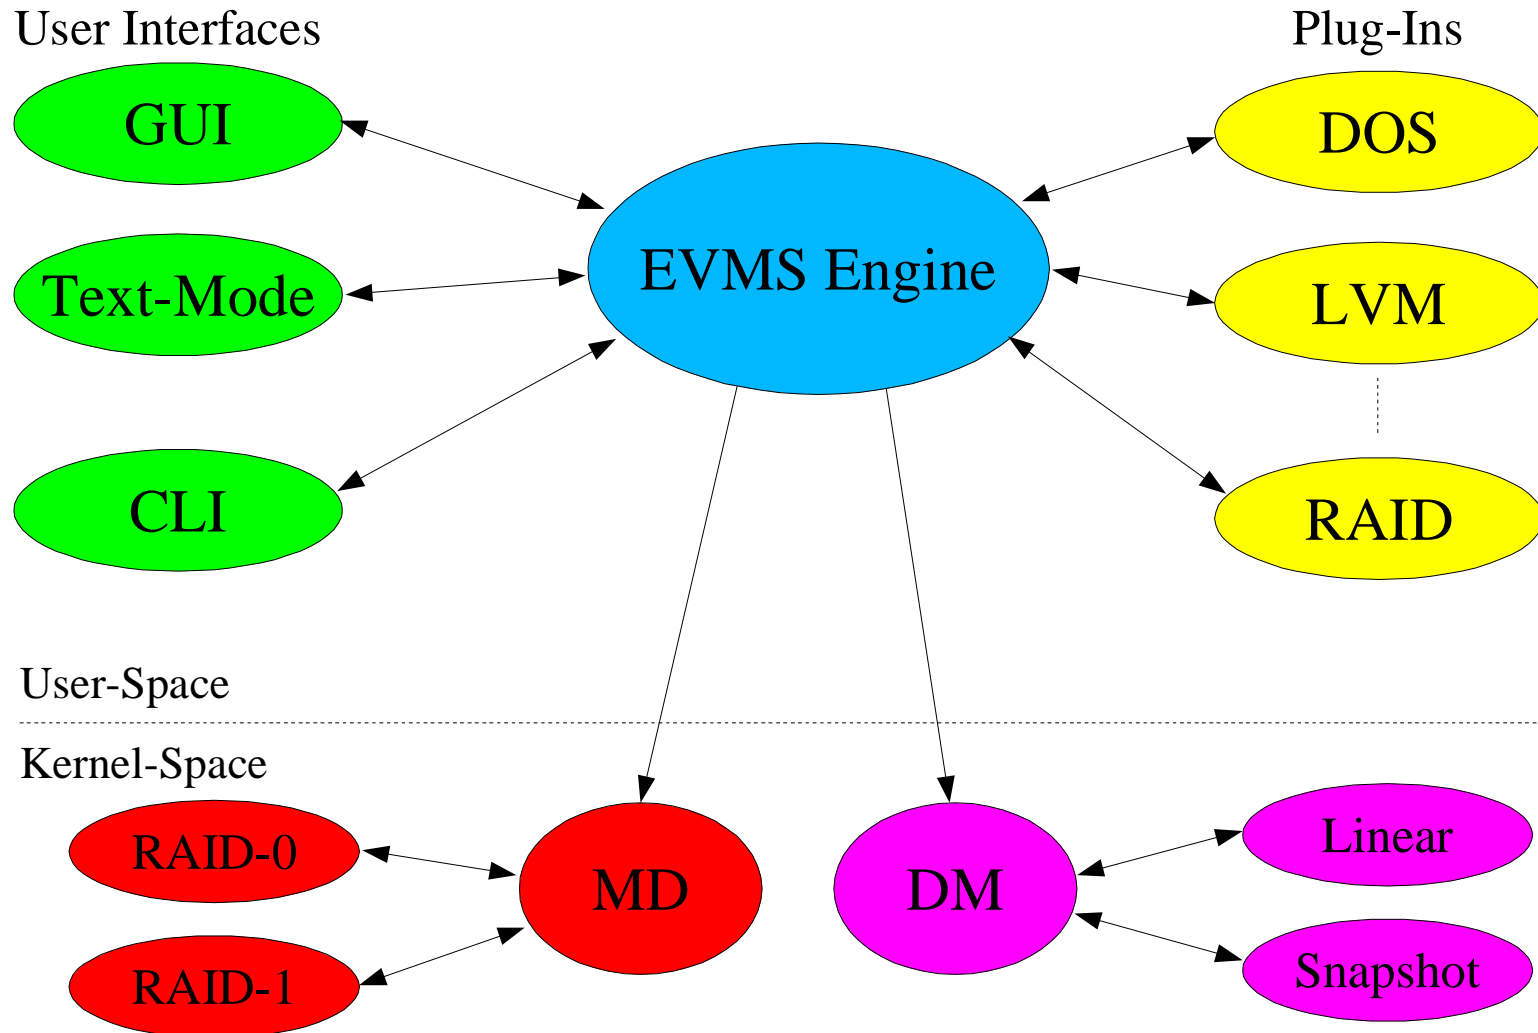 User Interfaces
Plug-Ins
GUI
DOS
EVMS Engine
Text-Mode
LVM
CLI
RAID
User-Space
Kernel-Space
RAID-0
MD
DM
Linear
RAID-1
Snapshot